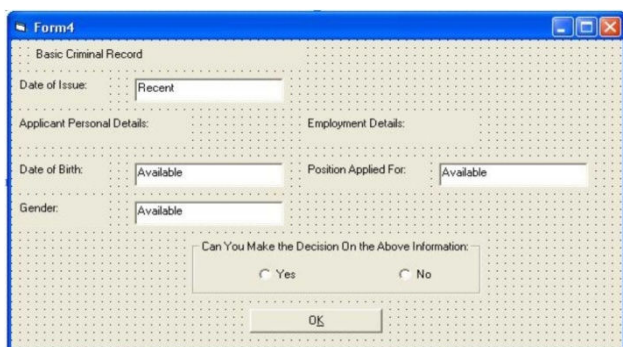 Form4
Basic Criminal Record
Date of Issue: Recent
Applicant Personal Details: Employment Details:
Date of Birth: Available Position Applied For: Available
Gender: Available
Can You Make the Decision On the Above Information:
Yes No
OK